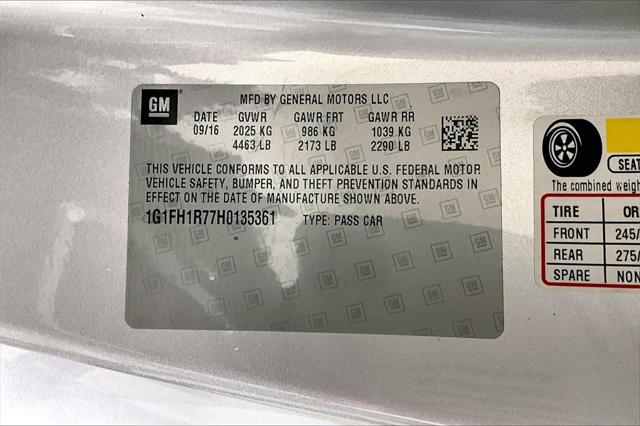 GM
MFD BY GENERAL MOTORS LLC
DATE GVWR GAWR FRT GAWR RR
09/16 2025 KG 986 KG 1039 KG
4463 LB 2173 LB 2290 LB
THIS VEHICLE CONFORMS TO ALL APPLICABLE U.S. FEDERAL MOTOR
VEHICLE SAFETY, BUMPER, AND THEFT PREVENTION STANDARDS IN
EFFECT ON THE DATE OF MANUFACTURE SHOWN ABOVE.
1G1FH1R77H0135361 TYPE: PASS CAR
The combined
TIRE
FRONT 245/
REAR 275/
SPARE